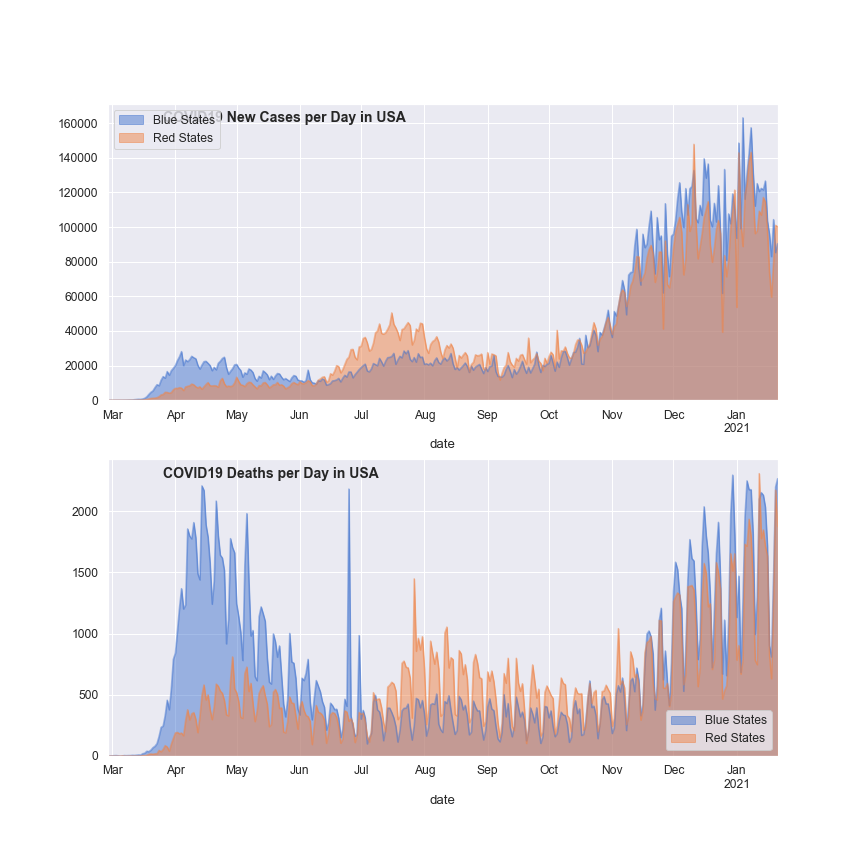 COVID19 New Cases per Day in USA
Blue States
Red States
160000
140000
120000
100000
80000
60000
40000
20000
0
Mar Apr May Jun Jul Aug Sep Oct Nov Dec Jan
2021
date
COVID19 Deaths per Day in USA
2000
1500
1000
500
0
Blue States
Red States
Mar Apr May Jun Jul Aug Sep Oct Nov Dec Jan
2021
date